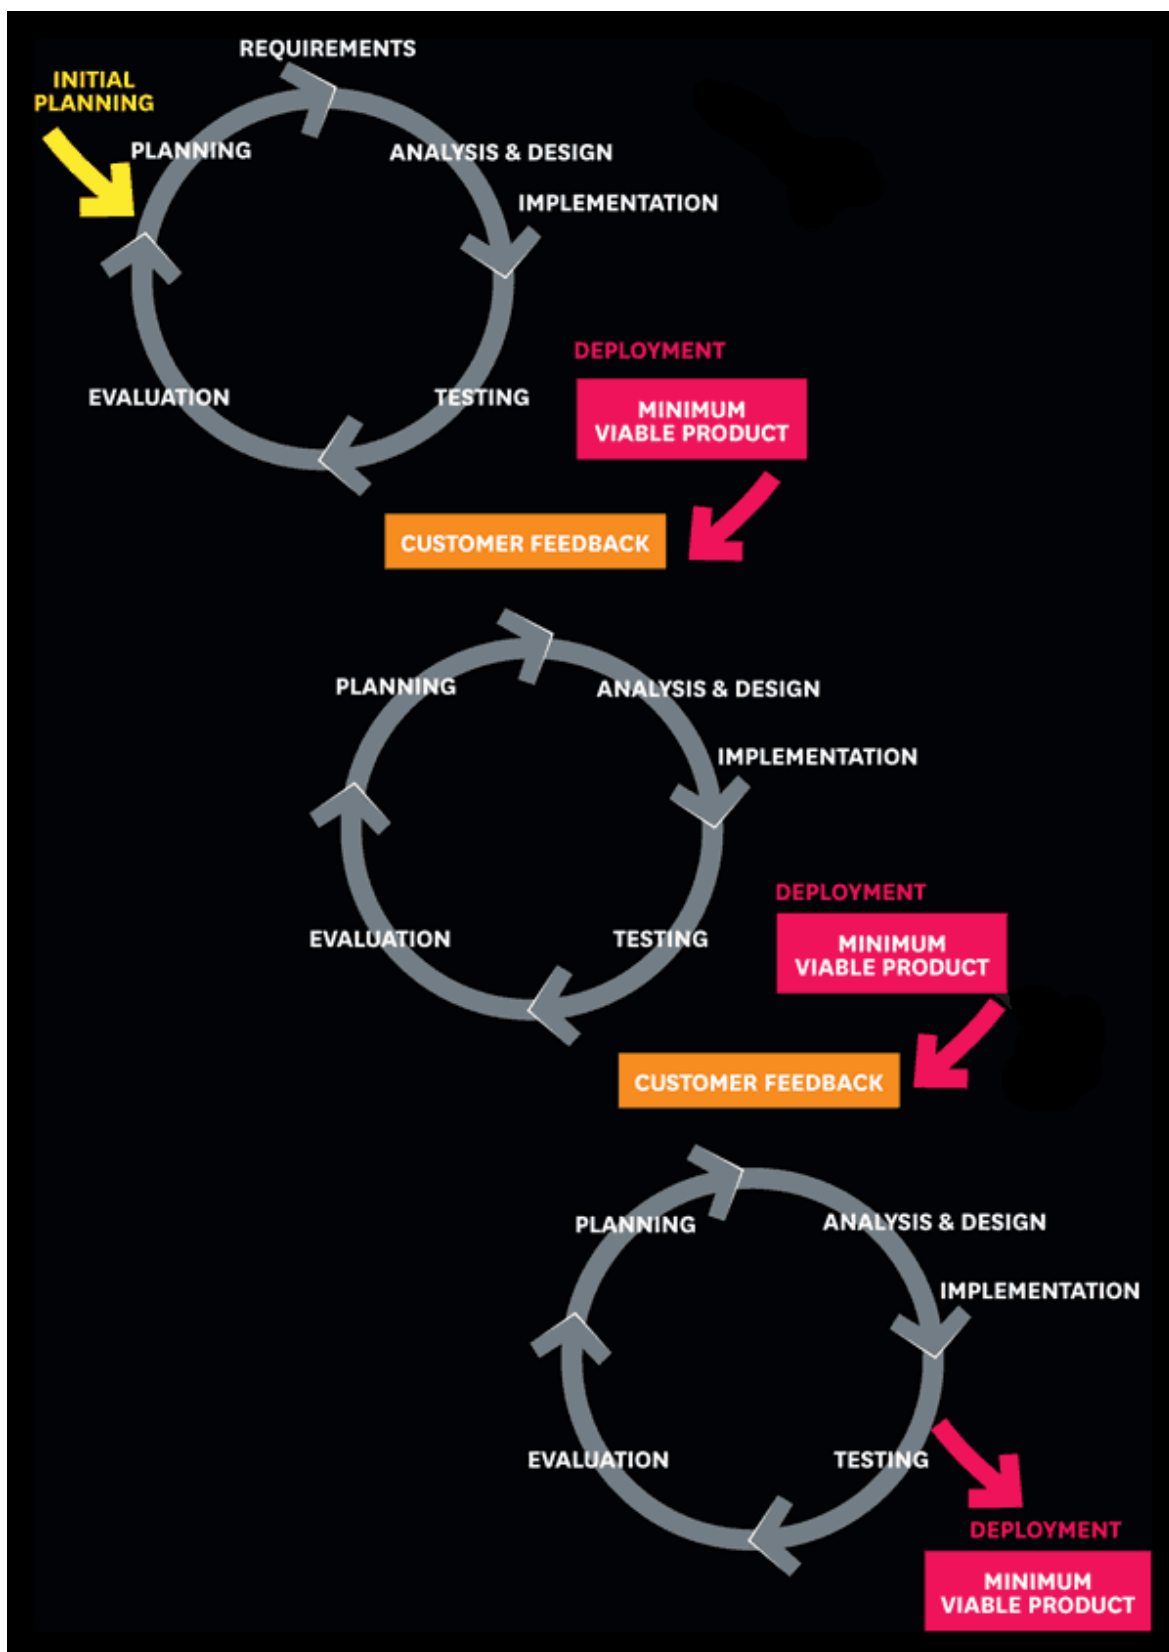 REQUIREMENTS
INITIAL
PLANNING
PLANNING
ANALYSIS & DESIGN
IMPLEMENTATION
DEPLOYMENT
MINIMUM
VIABLE PRODUCT
EVALUATION
TESTING
CUSTOMER FEEDBACK
PLANNING
ANALYSIS & DESIGN
IMPLEMENTATION
DEPLOYMENT
MINIMUM
VIABLE PRODUCT
EVALUATION
TESTING
CUSTOMER FEEDBACK
PLANNING
ANALYSIS & DESIGN
IMPLEMENTATION
EVALUATION
TESTING
DEPLOYMENT
MINIMUM
VIABLE PRODUCT